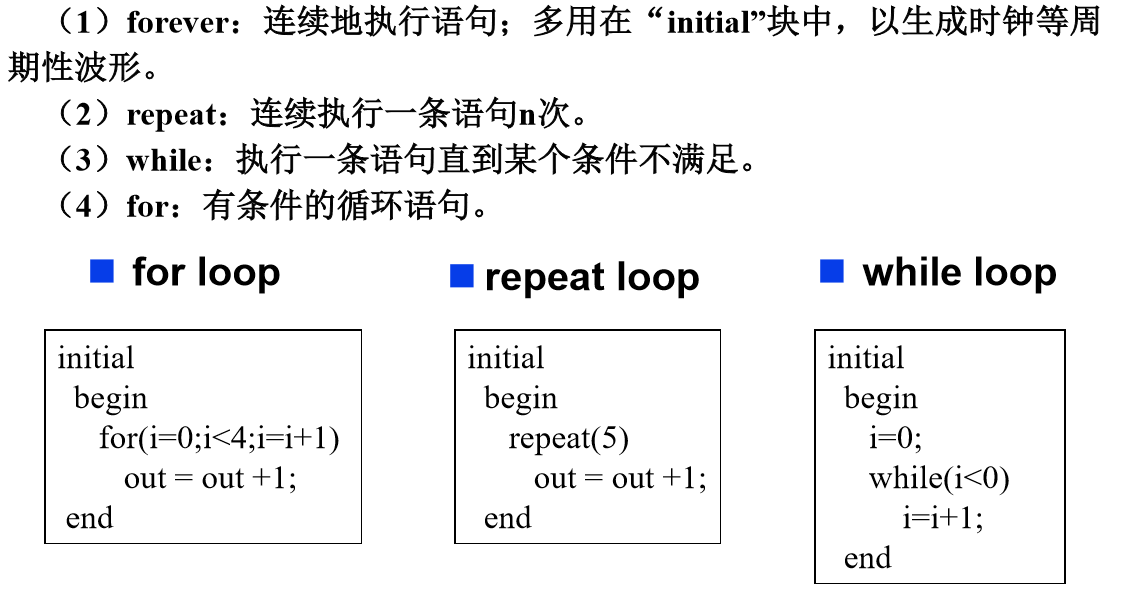 （1）forever：连续地执行语句；多用在“initial”块中，以生成时钟等周
期性波形。
（2）repeat：连续执行一条语句n次。
（3）while：执行一条语句直到某个条件不满足。
（4）for：有条件的循环语句。
for loop
initial
begin
for(i=0;i<4;i=i+1)
out = out +1;
end
repeat loop
initial
begin
repeat(5)
out = out +1;
end
while loop
initial
begin
i=0;
while(i<0)
i=i+1;
end